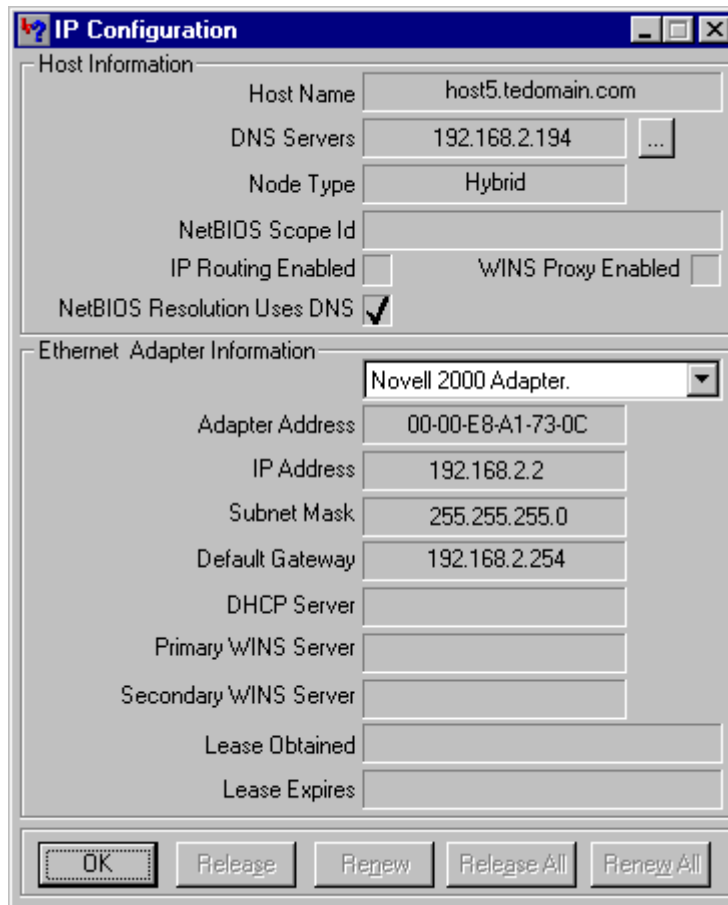 IP Configuration
Host Information
Host Name host5.tedomain.com
DNS Servers 192.168.2.194 ...
Node Type Hybrid
NetBIOS Scope Id
IP Routing Enabled WINS Proxy Enabled
NetBIOS Resolution Uses DNS
Ethernet Adapter Information
Novell 2000 Adapter.
Adapter Address 00-00-E8-A1-73-0C
IP Address 192.168.2.2
Subnet Mask 255.255.255.0
Default Gateway 192.168.2.254
DHCP Server
Primary WINS Server
Secondary WINS Server
Lease Obtained
Lease Expires
OK Release Renew Release All Renew All